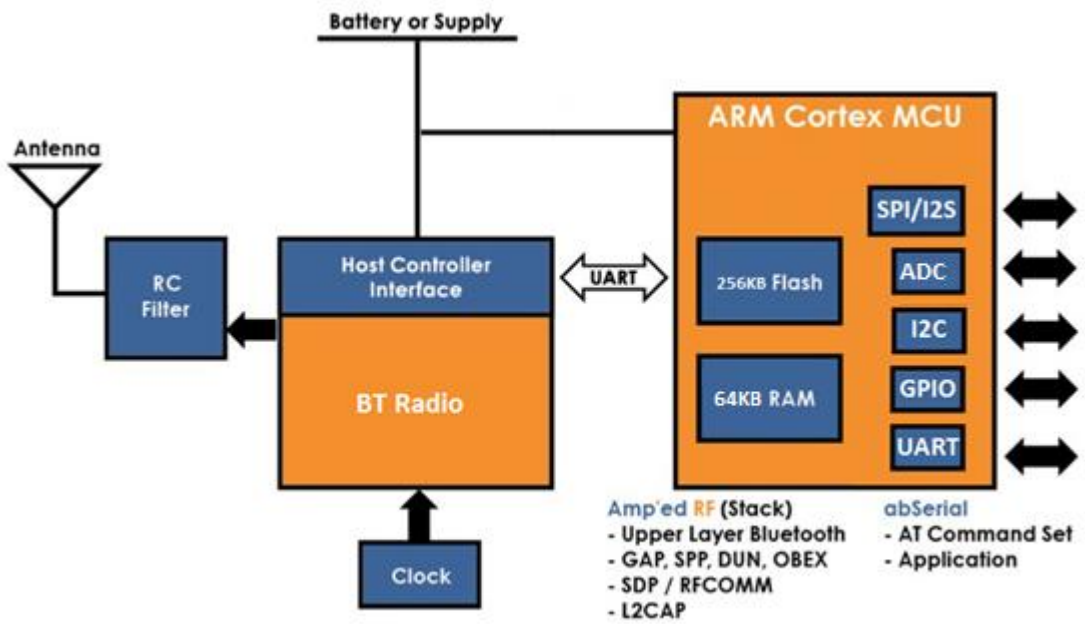 Battery or Supply
ARM Cortex MCU
Antenna
SPI/I2S
RC
Filter
Host Controller
Interface
UART
256KB Flash
ADC
I2C
BT Radio
64KB RAM
GPIO
UART
Clock
Amp'ed RF (Stack)
- Upper Layer Bluetooth
- GAP, SPP, DUN, OBEX
- SDP / RFCOMM
- L2CAP
abSerial
- AT Command Set
- Application